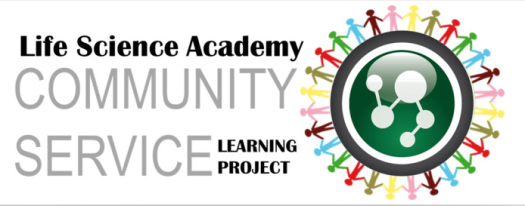 Life Science Academy
COMMUNITY
SERVICE LEARNING
PROJECT